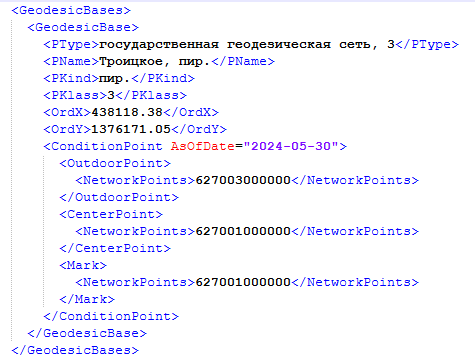 <GeodesicBases>
<GeodesicBase>
<PType>государственная геодезическая сеть, 3</PType>
<PName>Троицкое, пир.</PName>
<PKind>пир.</PKind>
<PKlass>3</PKlass>
<OrdX>438118.38</OrdX>
<OrdY>1376171.05</OrdY>
<ConditionPoint AsOfDate="2024-05-30">
<OutdoorPoint>
<NetworkPoints>627003000000</NetworkPoints>
</OutdoorPoint>
<CenterPoint>
<NetworkPoints>627001000000</NetworkPoints>
</CenterPoint>
<Mark>
<NetworkPoints>627001000000</NetworkPoints>
</Mark>
</ConditionPoint>
</GeodesicBase>
</GeodesicBases>